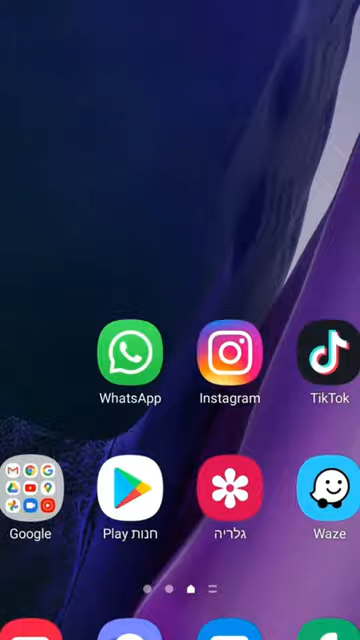 WhatsApp
Instagram
TikTok
Google
חנות Play
גלריה
Waze